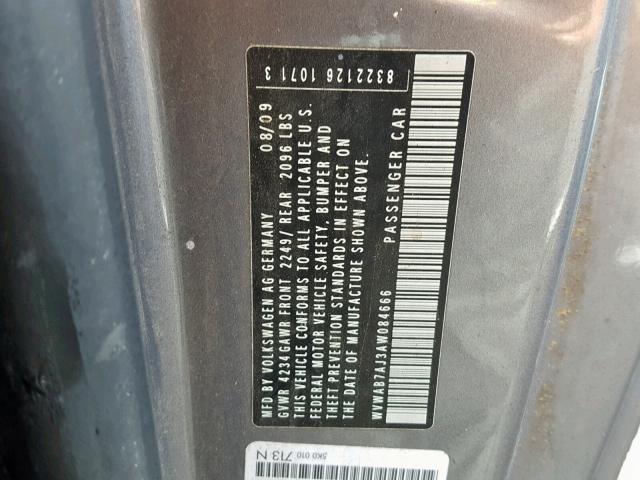 MFD BY VOLKSWAGEN AG GERMANY 08/09
GVWR 4234 GAWR FRONT 2249/ REAR 2096 LBS
THIS VEHICLE CONFORMS TO ALL APPLICABLE U.S.
FEDERAL MOTOR VEHICLE SAFETY, BUMPER AND
THEFT PREVENTION STANDARDS IN EFFECT ON
THE DATE OF MANUFACTURE SHOWN ABOVE.
WVWAB7AJ3AW084666 PASSENGER CAR
8322126 1071 3
5K0 010 713 N